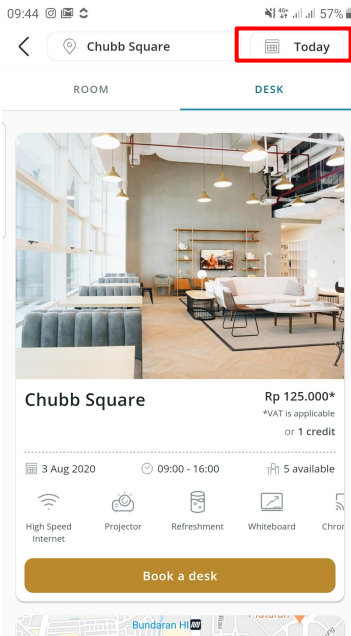 09:44 4G+ 57%
Chubb Square Today
ROOM DESK
Chubb Square Rp 125.000*
*VAT is applicable
or 1 credit
3 Aug 2020 09:00 - 16:00 5 available
High Speed Projector Refreshment Whiteboard Chrom
Internet
Book a desk
Bundaran HI